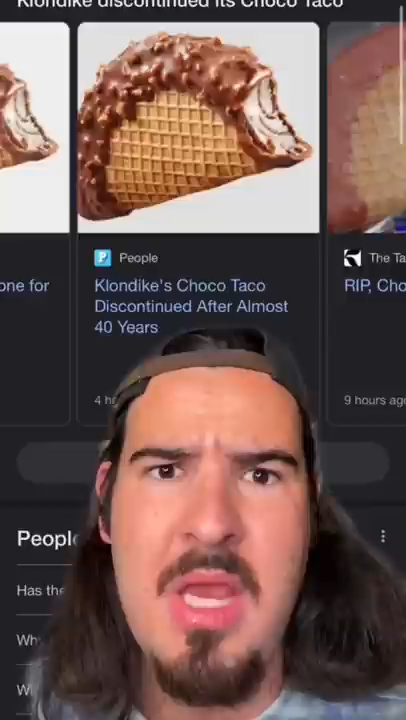 Klondike discontinued its Choco Taco
People
The Ta
one for
Klondike's Choco Taco
Discontinued After Almost
40 Years
RIP, Cho
4 h
9 hours ago
People
Has the
Wh
W